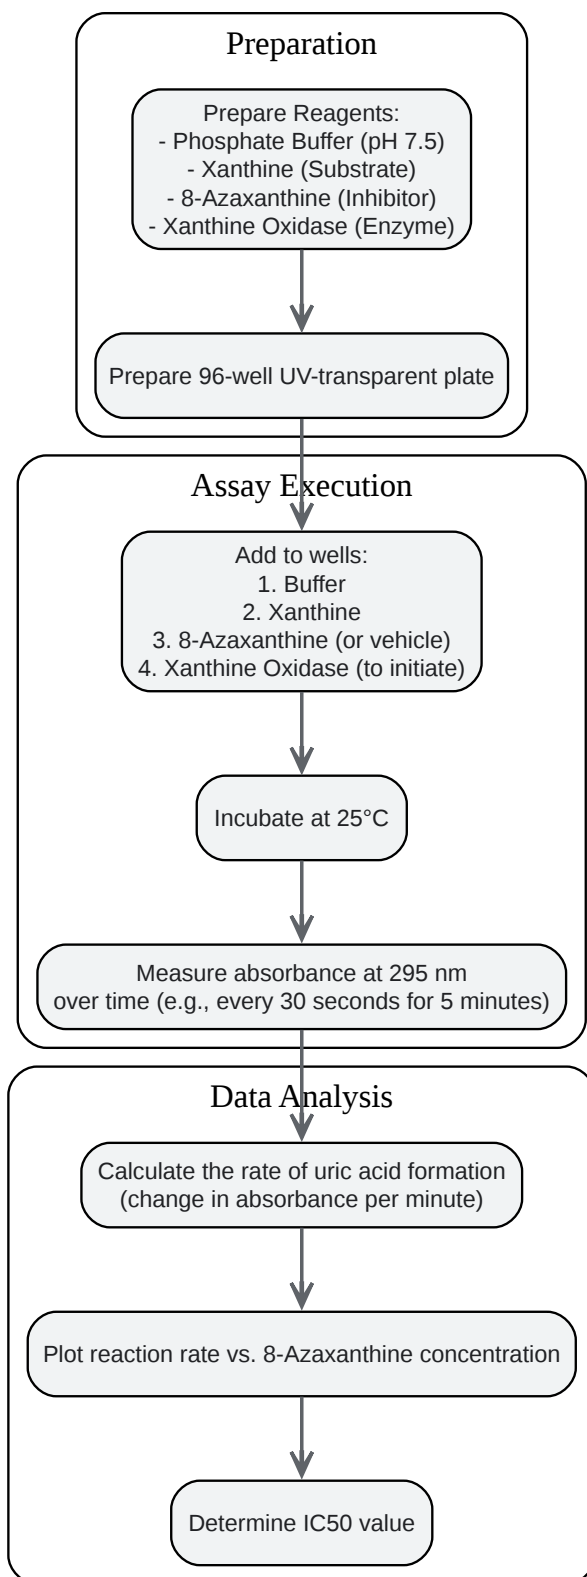 Preparation
Prepare Reagents:
- Phosphate Buffer (pH 7.5)
- Xanthine (Substrate)
- 8-Azaxanthine (Inhibitor)
- Xanthine Oxidase (Enzyme)
Prepare 96-well UV-transparent plate
Assay Execution
Add to wells:
1. Buffer
2. Xanthine
3. 8-Azaxanthine (or vehicle)
4. Xanthine Oxidase (to initiate)
Incubate at 25°C
Measure absorbance at 295 nm
over time (e.g., every 30 seconds for 5 minutes)
Data Analysis
Calculate the rate of uric acid formation
(change in absorbance per minute)
Plot reaction rate vs. 8-Azaxanthine concentration
Determine IC50 value